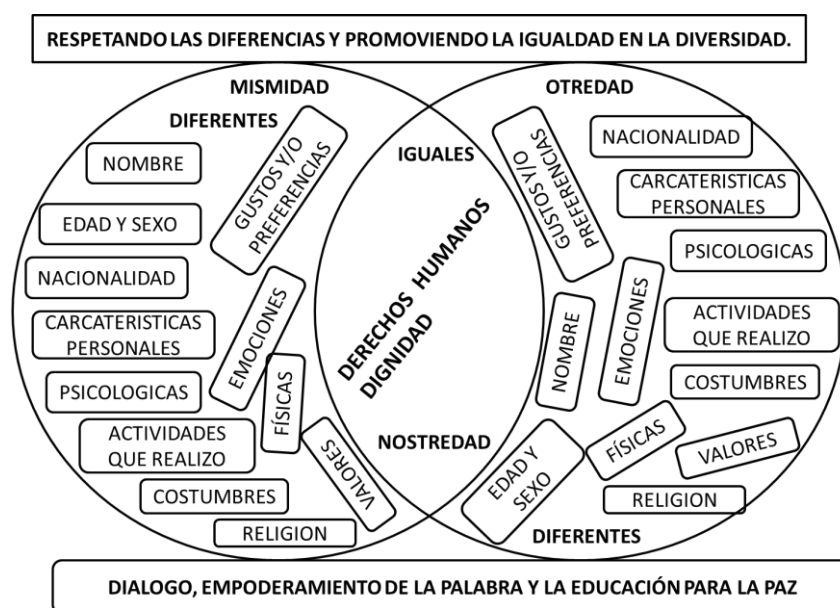 RESPETANDO LAS DIFERENCIAS Y PROMOVIENDO LA IGUALDAD EN LA DIVERSIDAD.
MISMIDAD
DIFERENTES
NOMBRE
GUSTOS Y/O
PREFERENCIAS
EDAD Y SEXO
NACIONALIDAD
CARCATERISTICAS
PERSONALES
EMOCIONES
PSICOLOGICAS
FÍSICAS
ACTIVIDADES
QUE REALIZO
VALORES
COSTUMBRES
RELIGION
IGUALES
DERECHOS HUMANOS
DIGNIDAD
NOSTREDAD
OTREDAD
GUSTOS Y/O
PREFERENCIAS
NACIONALIDAD
CARCATERISTICAS
PERSONALES
PSICOLOGICAS
EMOCIONES
NOMBRE
ACTIVIDADES
QUE REALIZO
COSTUMBRES
FÍSICAS
VALORES
EDAD Y
SEXO
RELIGION
DIFERENTES
DIALOGO, EMPODERAMIENTO DE LA PALABRA Y LA EDUCACIÓN PARA LA PAZ